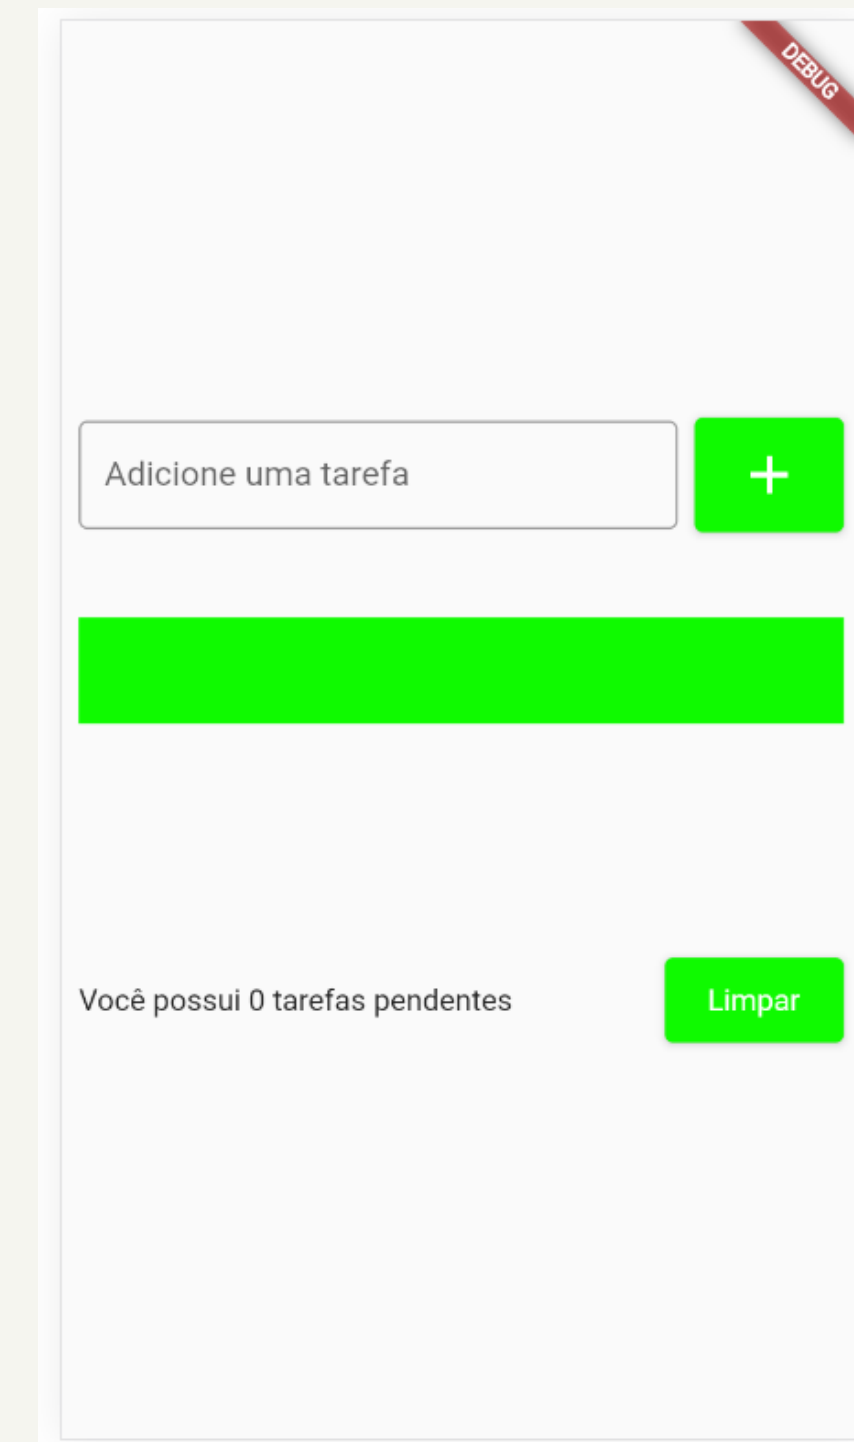 DEBUG
Adicione uma tarefa
+
Você possui 0 tarefas pendentes
Limpar